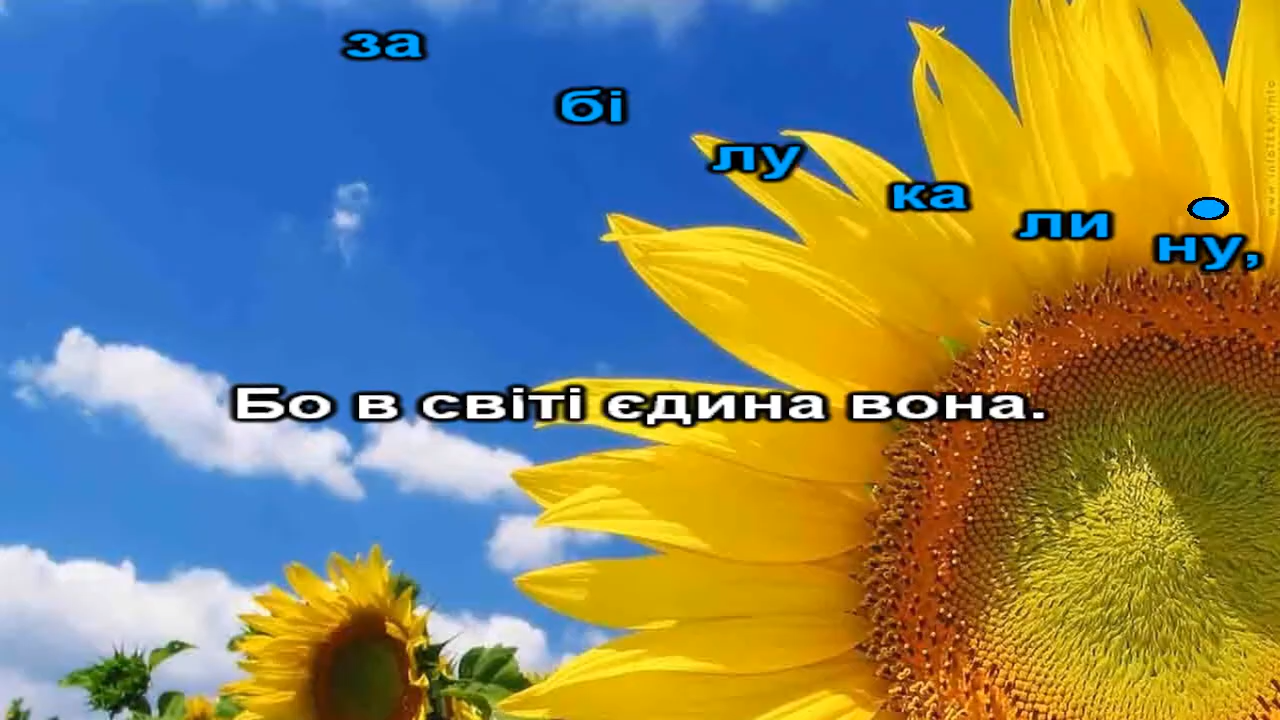 за бі лу ка ли ну,
Бо в світі єдина вона.